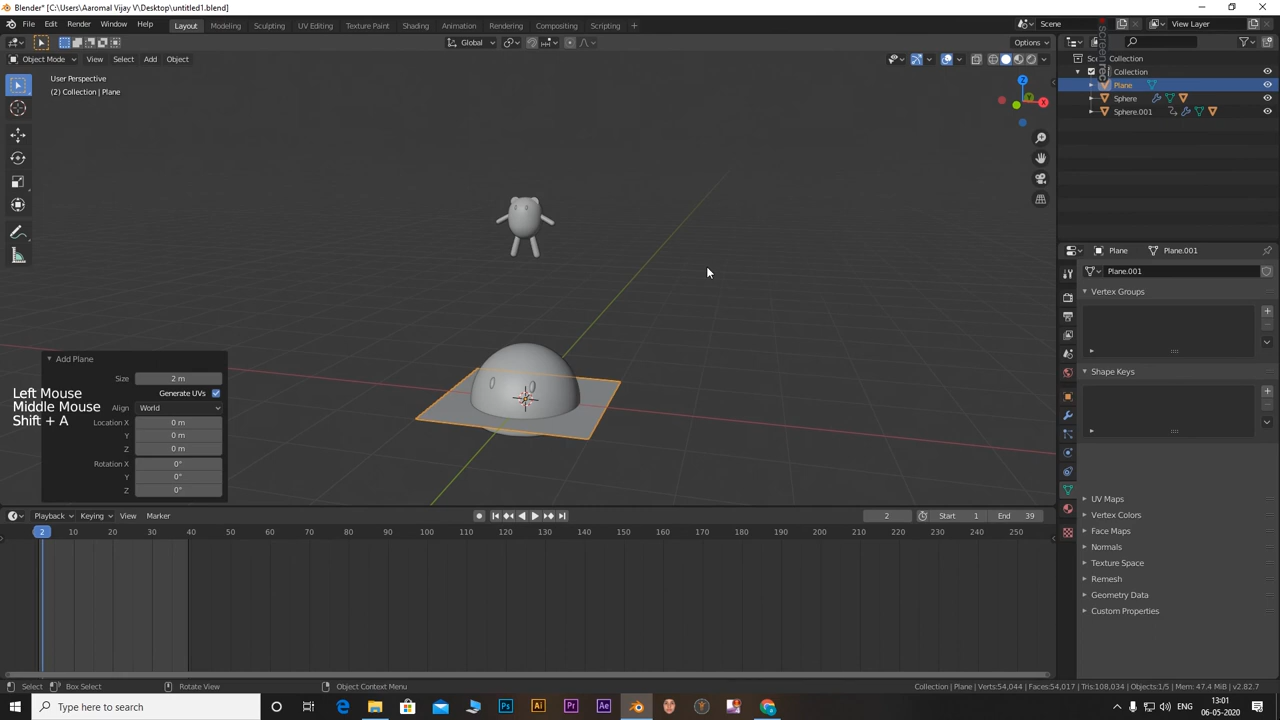 Blender* [C:\Users\Aaromal Vijay V\Desktop\untitled1.blend]
File Edit Render Window Help
Layout Modeling Sculpting UV Editing Texture Paint Shading Animation Rendering Compositing Scripting +
Scene
View Layer
Global
Options
Object Mode View Select Add Object
User Perspective
(2) Collection | Plane
Collection
Plane
Sphere
Sphere.001
X
Y
Z
screenrec
Add Plane
Size 2 m
Generate UVs
Align World
Location X 0 m
Y 0 m
Z 0 m
Rotation X 0°
Y 0°
Z 0°
Left Mouse
Middle Mouse
Shift + A
Plane Plane.001
Plane.001
Vertex Groups
Shape Keys
UV Maps
Vertex Colors
Face Maps
Normals
Texture Space
Remesh
Geometry Data
Custom Properties
Playback Keying View Marker
2 Start 1 End 39
2 10 20 30 40 50 60 70 80 90 100 110 120 130 140 150 160 170 180 190 200 210 220 230 240 250
Select Box Select Rotate View Object Context Menu
Collection | Plane | Verts:54,044 | Faces:54,017 | Tris:108,034 | Objects:1/5 | Mem: 47.4 MiB | v2.82.7
Type here to search
Ps Ai Pr Ae
ENG
13:01
06-05-2020